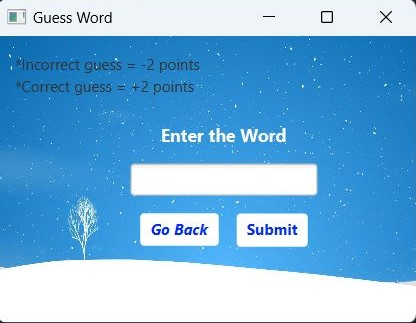 Guess Word
*Incorrect guess = -2 points
*Correct guess = +2 points
Enter the Word
Go Back Submit